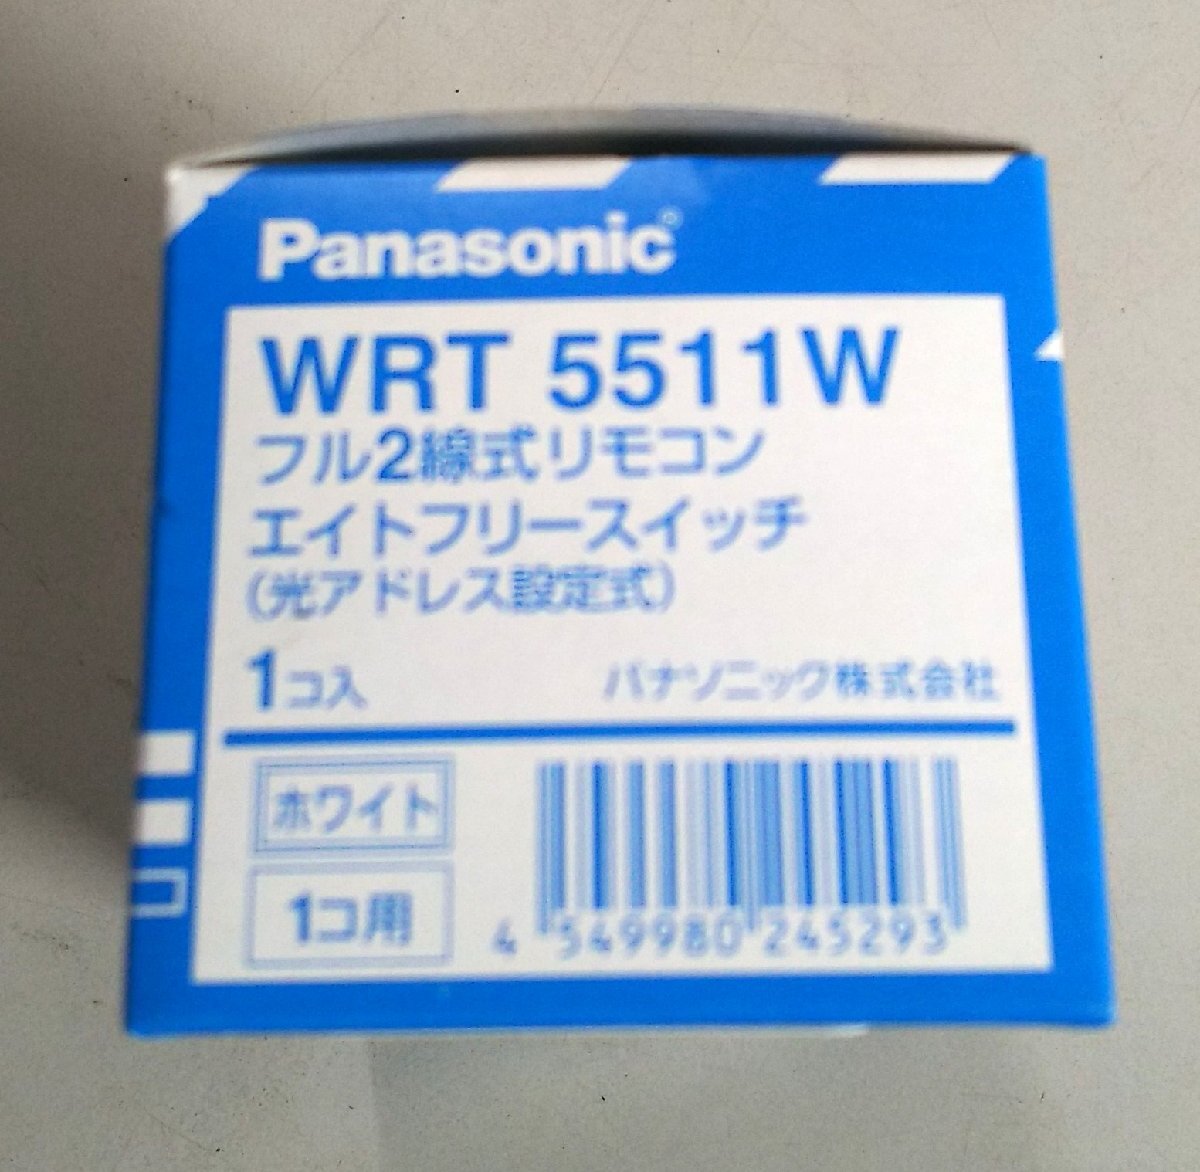 Panasonic
WRT 5511W
フル2線式リモコン
エイトフリースイッチ
(光アドレス設定式)
1コ入
パナソニック株式会社
ホワイト
1コ用
4 549980 245293